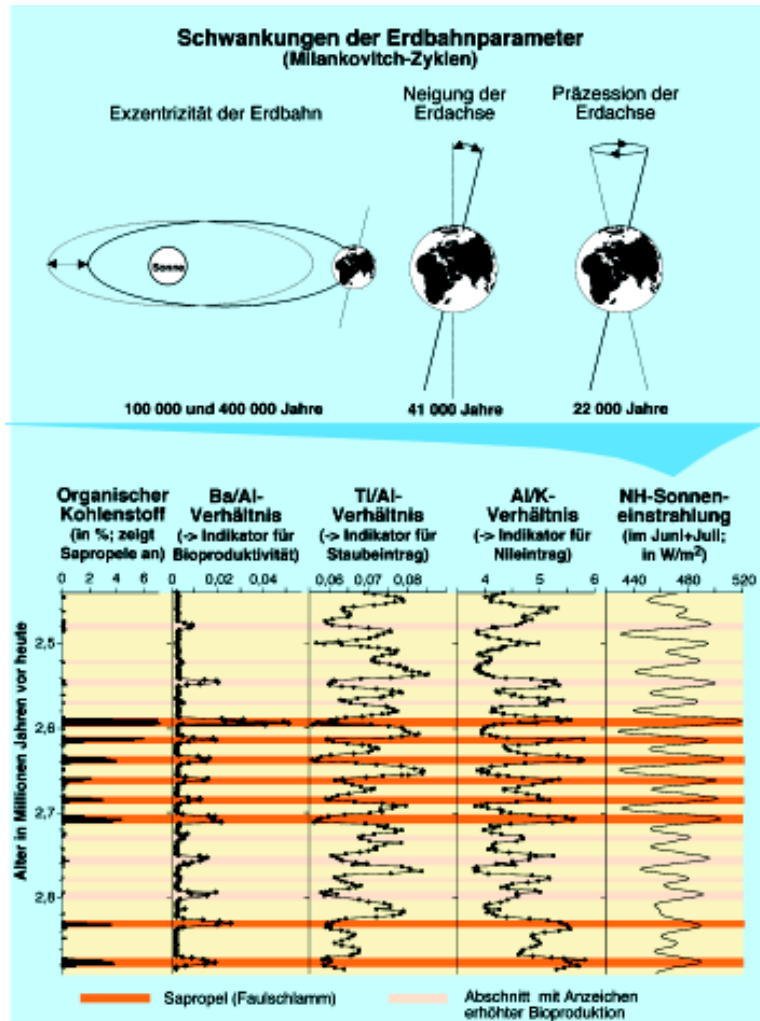 Schwankungen der Erdbahnparameter
(Milankovitch-Zyklen)
Exzentrizität der Erdbahn
Neigung der
Erdachse
Präzession der
Erdachse
Sonne
100 000 und 400 000 Jahre
41 000 Jahre
22 000 Jahre
Organischer
Kohlenstoff
(in %; zeigt
Sapropele an)
Ba/Al-
Verhältnis
(-> Indikator für
Bioproduktivität)
Ti/Al-
Verhältnis
(-> Indikator für
Staubeintrag)
Al/K-
Verhältnis
(-> Indikator für
Nileintrag)
NH-Sonnen-
einstrahlung
(im Juni+Juli;
in W/m²)
0 2 4 6
0 0,02 0,04
0,06 0,07 0,08
4 5 6
440 480 520
Alter in Millionen Jahren vor heute
2,5
2,6
2,7
2,8
Sapropel (Faulschlamm)
Abschnitt mit Anzeichen
erhöhter Bioproduktion